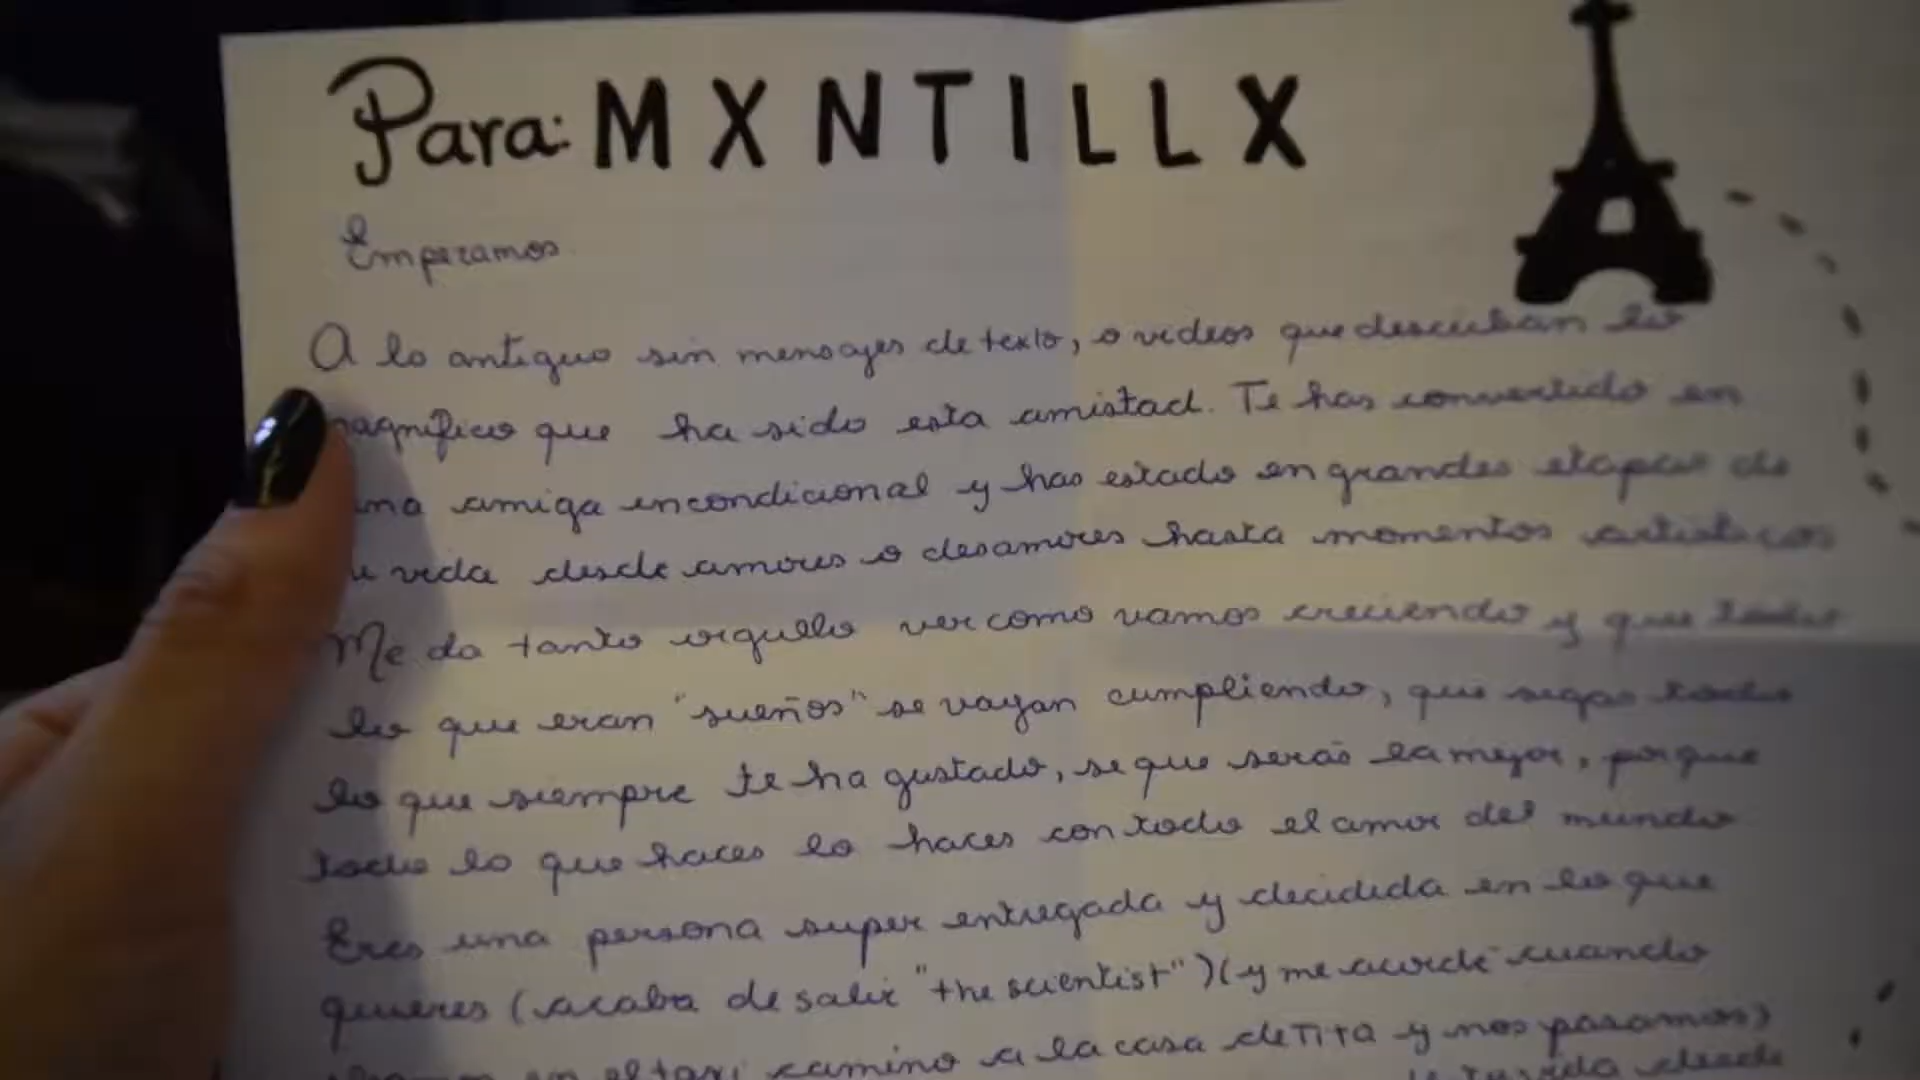 Para: MXNTILLX
Empezamos
A lo antiguo sin mensajes de texto, o videos que describan lo
magnifico que ha sido esta amistad. Te has convertido en
una amiga incondicional y has estado en grandes etapas de
vida desde amores o desamores hasta momentos artisticos
Me da tanto orgullo ver como vamos creciendo y que todo
lo que eran "sueños" se vayan cumpliendo, que sigas todo
lo que siempre te ha gustado, se que serás la mejor, porque
todo lo que haces lo haces con todo el amor del mundo
Eres una persona super entregada y decidida en lo que
quieres (acaba de salir "the scientist") (y me acorde cuando
en el taxi camino a la casa de Tita y nos pasamos)
tu vida desde